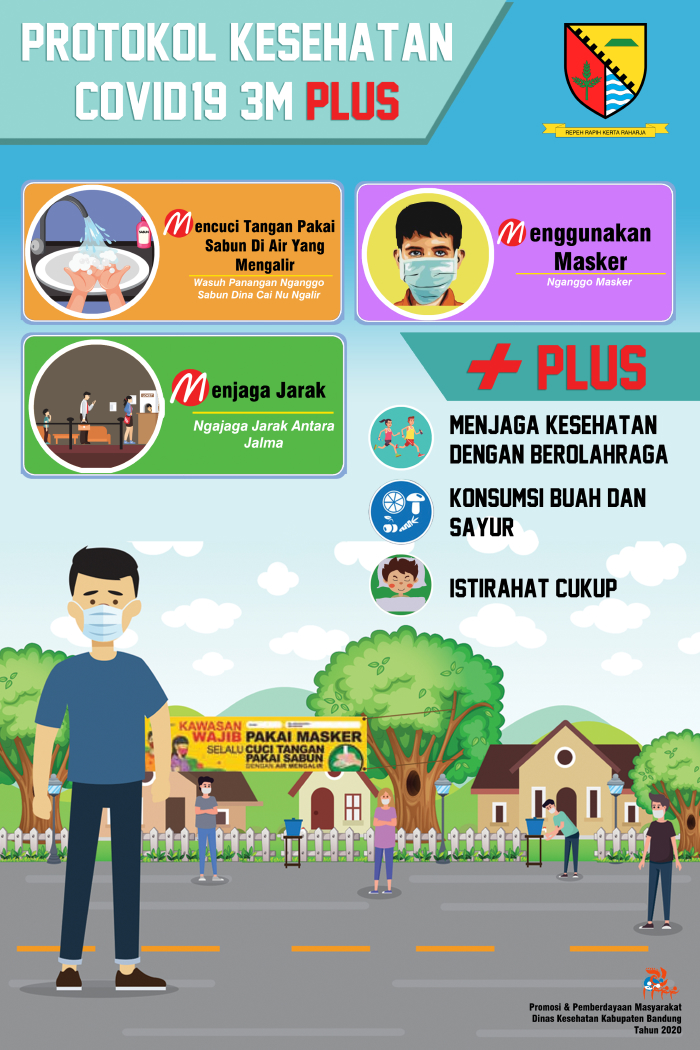 PROTOKOL KESEHATAN
COVID19 3M PLUS
REPEH RAPIH KERTA RAHARJA
Mencuci Tangan Pakai
Sabun Di Air Yang
Mengalir
Wasuh Panangan Nganggo
Sabun Dina Cai Nu Ngalir
SABUN
Menggunakan
Masker
Nganggo Masker
Menjaga Jarak
Ngajaga Jarak Antara
Jalma
+ PLUS
MENJAGA KESEHATAN
DENGAN BEROLAHRAGA
KONSUMSI BUAH DAN
SAYUR
ISTIRAHAT CUKUP
KAWASAN
WAJIB PAKAI MASKER
SELALU CUCI TANGAN
PAKAI SABUN
DENGAN AIR MENGALIR
Promosi & Pemberdayaan Masyarakat
Dinas Kesehatan Kabupaten Bandung
Tahun 2020